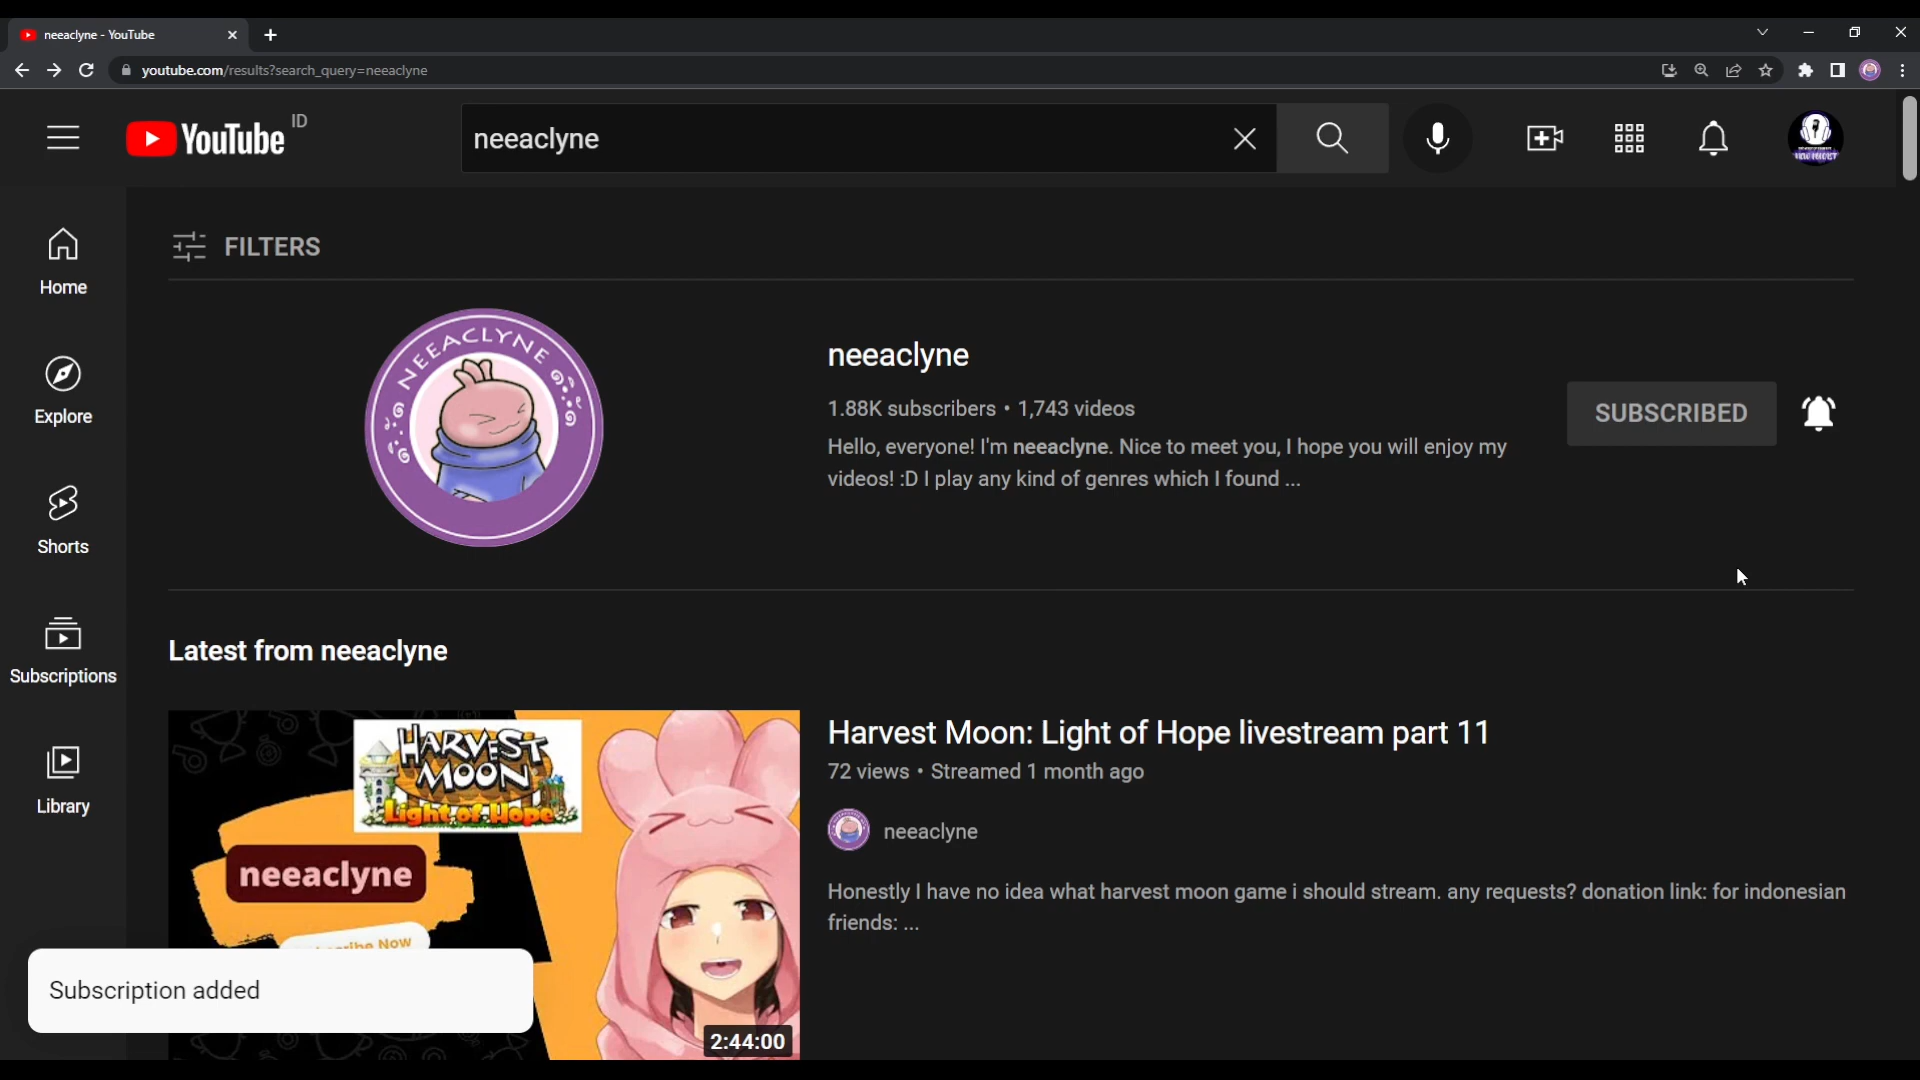 neeaclyne - YouTube
youtube.com/results?search_query=neeaclyne
YouTube ID
neeaclyne
FILTERS
Home
Explore
Shorts
Subscriptions
Library
NEEACLYNE
neeaclyne
1.88K subscribers • 1,743 videos
Hello, everyone! I'm neeaclyne. Nice to meet you, I hope you will enjoy my
videos! :D I play any kind of genres which I found ...
SUBSCRIBED
Latest from neeaclyne
HARVEST
MOON
Light of Hope
neeaclyne
Now
2:44:00
Harvest Moon: Light of Hope livestream part 11
72 views • Streamed 1 month ago
neeaclyne
Honestly I have no idea what harvest moon game i should stream. any requests? donation link: for indonesian
friends: ...
Subscription added